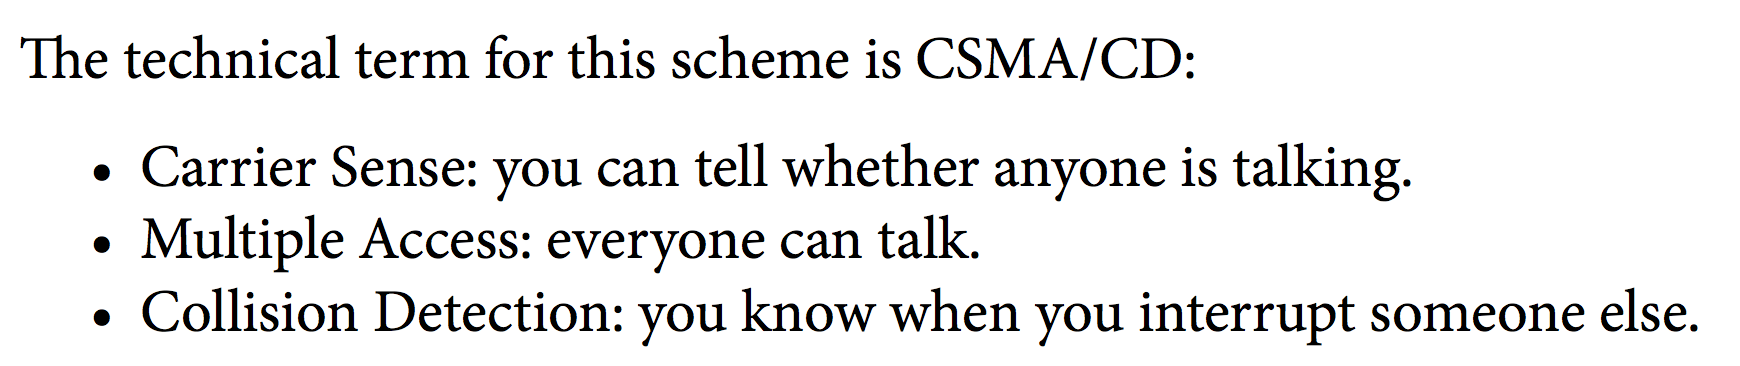 The technical term for this scheme is CSMA/CD:
• Carrier Sense: you can tell whether anyone is talking.
• Multiple Access: everyone can talk.
• Collision Detection: you know when you interrupt someone else.